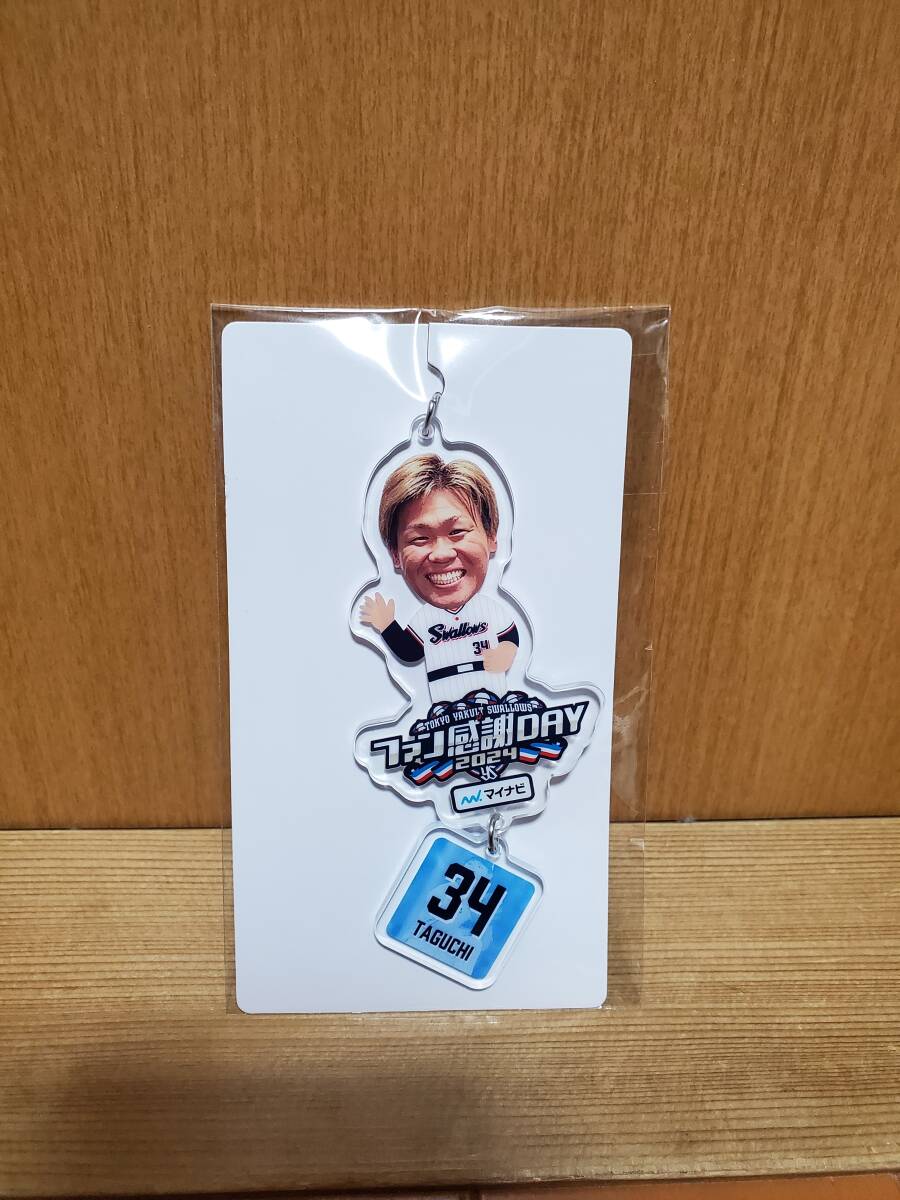 Swallows
34
TOKYO YAKULT SWALLOWS
ファン感謝DAY
2024
YS
マイナビ
34
TAGUCHI